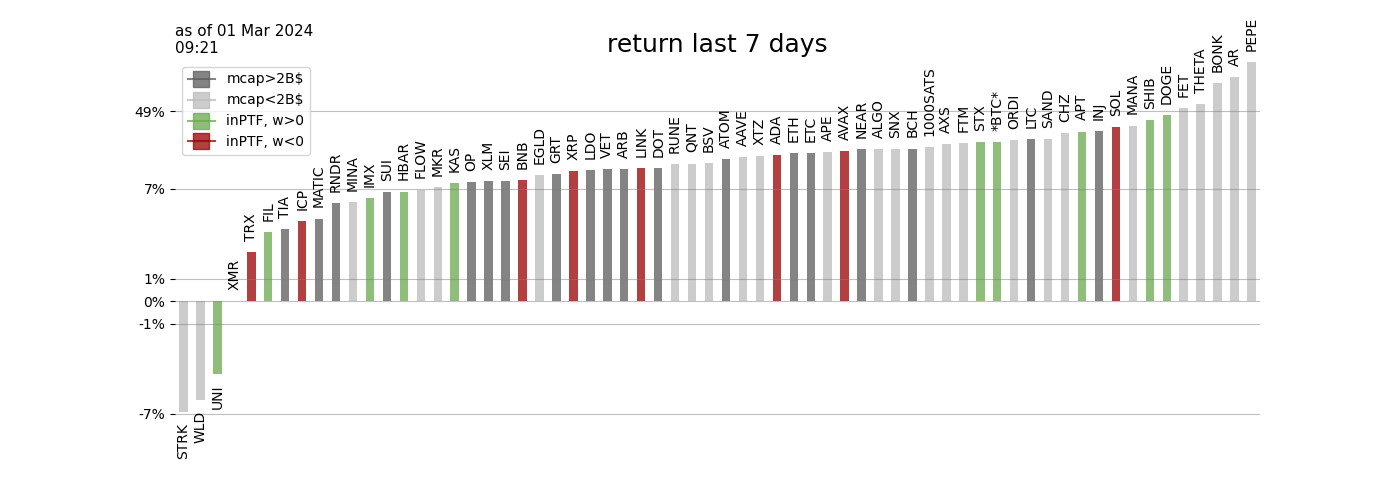 as of 01 Mar 2024
09:21
return last 7 days
mcap>2B$
mcap<2B$
inPTF, w>0
inPTF, w<0
49%
7%
1%
0%
-1%
-7%
STRK
WLD
UNI
XMR
TRX
FIL
TIA
ICP
MATIC
RNDR
MINA
IMX
SUI
HBAR
FLOW
MKR
KAS
OP
XLM
SEI
BNB
EGLD
GRT
XRP
LDO
VET
ARB
LINK
DOT
RUNE
QNT
BSV
ATOM
AAVE
XTZ
ADA
ETH
ETC
APE
AVAX
NEAR
ALGO
SNX
BCH
1000SATS
AXS
FTM
STX
*BTC*
ORDI
LTC
SAND
CHZ
APT
INJ
SOL
MANA
SHIB
DOGE
FET
THETA
BONK
AR
PEPE